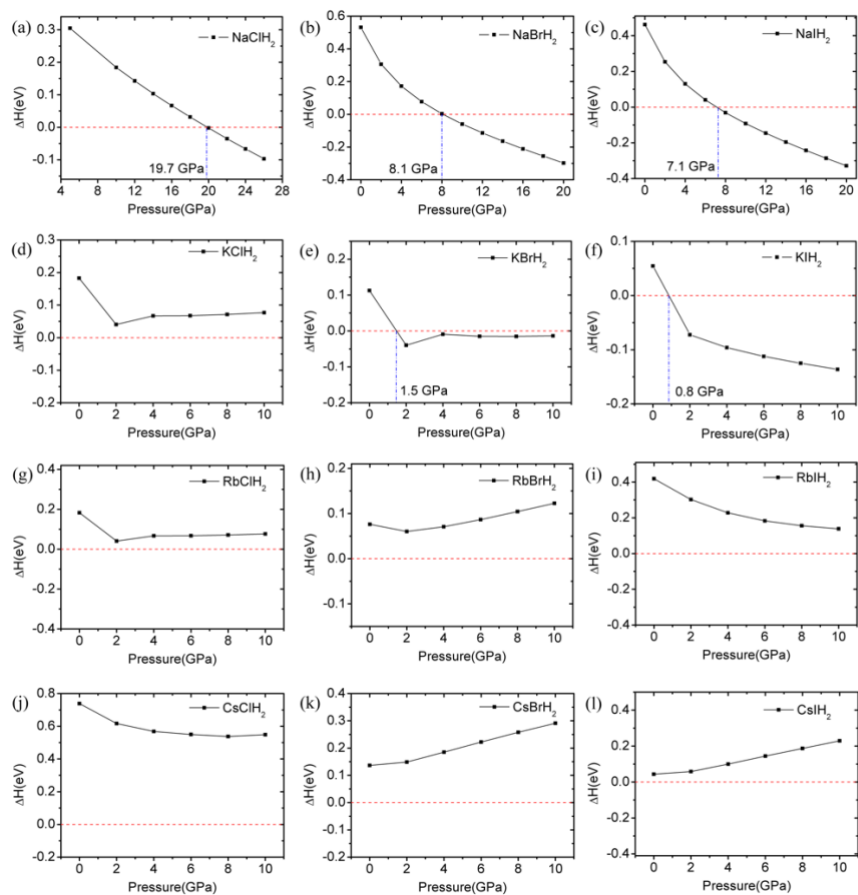 (a)
0.3
0.2
0.1
0.0
-0.1
ΔH(eV)
NaClH₂
19.7 GPa
4 8 12 16 20 24 28
Pressure(GPa)
(b)
0.6
0.4
0.2
0.0
-0.2
-0.4
ΔH(eV)
NaBrH₂
8.1 GPa
0 4 8 12 16 20
Pressure(GPa)
(c)
0.4
0.2
0.0
-0.2
-0.4
ΔH(eV)
NaIH₂
7.1 GPa
0 4 8 12 16 20
Pressure(GPa)
(d)
0.3
0.2
0.1
0.0
-0.1
-0.2
ΔH(eV)
KClH₂
0 2 4 6 8 10
Pressure(GPa)
(e)
0.3
0.2
0.1
0.0
-0.1
-0.2
ΔH(eV)
KBrH₂
1.5 GPa
0 2 4 6 8 10
Pressure(GPa)
(f)
0.1
0.0
-0.1
-0.2
ΔH(eV)
KIH₂
0.8 GPa
0 2 4 6 8 10
Pressure(GPa)
(g)
0.4
0.2
0.0
-0.2
-0.4
ΔH(eV)
RbClH₂
0 2 4 6 8 10
Pressure(GPa)
(h)
0.2
0.1
0.0
-0.1
ΔH(eV)
RbBrH₂
0 2 4 6 8 10
Pressure(GPa)
(i)
0.4
0.2
0.0
-0.2
-0.4
ΔH(eV)
RbIH₂
0 2 4 6 8 10
Pressure(GPa)
(j)
0.8
0.6
0.4
0.2
0.0
-0.2
ΔH(eV)
CsClH₂
0 2 4 6 8 10
Pressure(GPa)
(k)
0.4
0.3
0.2
0.1
0.0
-0.1
-0.2
ΔH(eV)
CsBrH₂
0 2 4 6 8 10
Pressure(GPa)
(l)
0.4
0.2
0.0
-0.2
-0.4
ΔH(eV)
CsIH₂
0 2 4 6 8 10
Pressure(GPa)